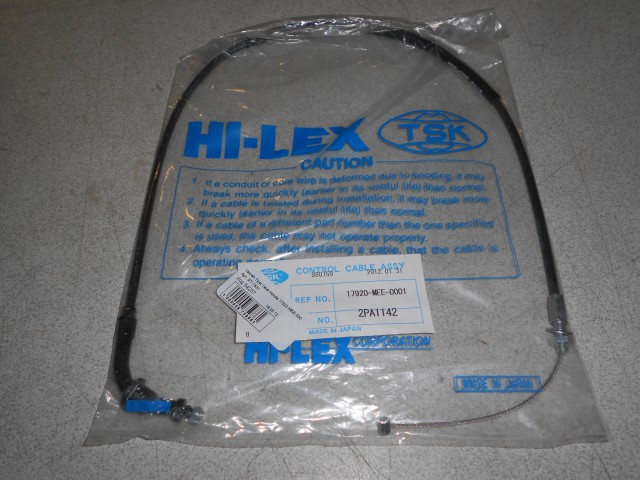 HI-LEX TSK
CAUTION
1. If a conduit or core wire is deformed due to kinking, it may
break more quickly (earlier in its useful life) than normal.
2. If a cable is twisted during installation, it may break more
quickly (earlier in its useful life) than normal.
3. If a cable of a different part number than the one specified
is used, the cable may not operate properly.
4. Always check, after installing a cable, that the cable is
operating
CONTROL CABLE ASSY
980750 2012.01.31
REF NO. 17920-MEE-0001
NO. 2PA1142
MADE IN JAPAN
HI-LEX CORPORATION
MADE IN JAPAN